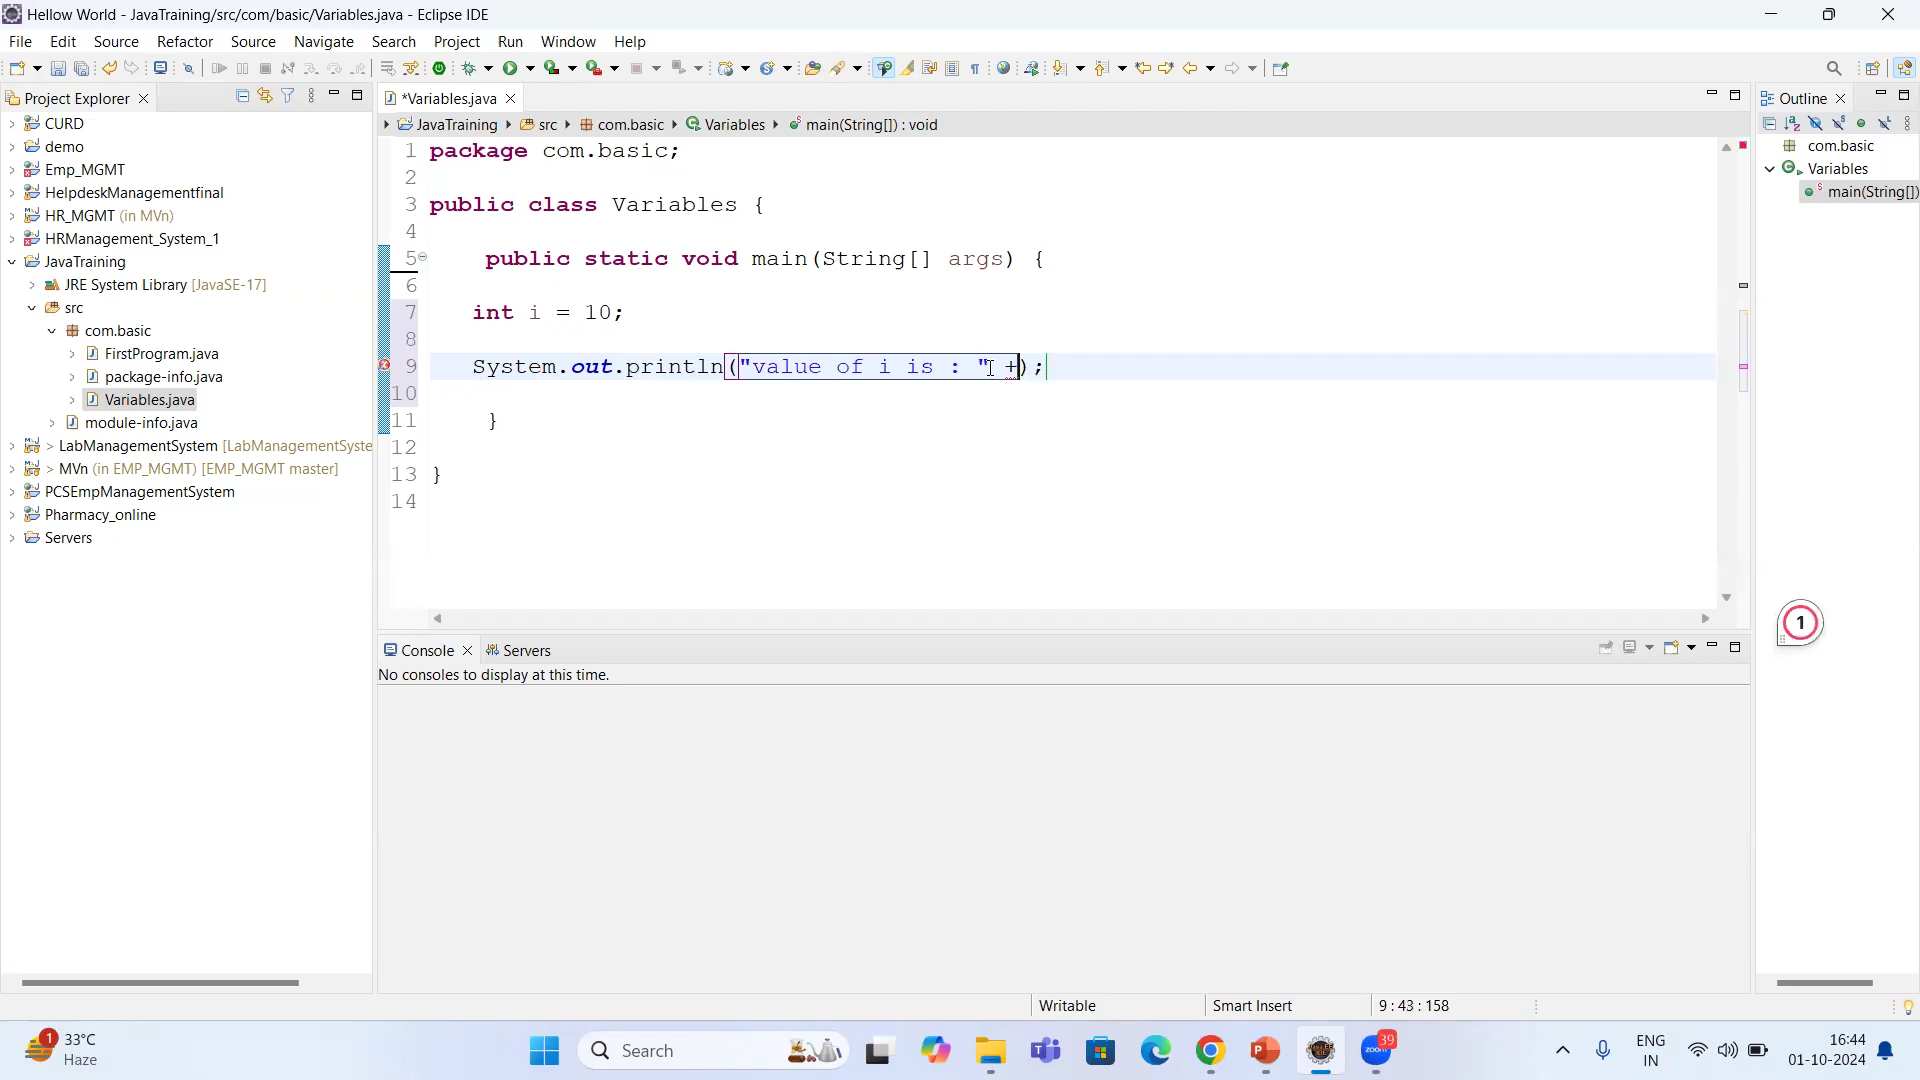 Hellow World - JavaTraining/src/com/basic/Variables.java - Eclipse IDE
File Edit Source Refactor Source Navigate Search Project Run Window Help
Project Explorer
*Variables.java
Outline
JavaTraining src com.basic Variables main(String[]) : void
CURD
demo
Emp_MGMT
HelpdeskManagementfinal
HR_MGMT (in MVn)
HRManagement_System_1
JavaTraining
JRE System Library [JavaSE-17]
src
com.basic
FirstProgram.java
package-info.java
Variables.java
module-info.java
> LabManagementSystem [LabManagementSyste
> MVn (in EMP_MGMT) [EMP_MGMT master]
PCSEmpManagementSystem
Pharmacy_online
Servers
1 package com.basic;
2
3 public class Variables {
4
5 public static void main(String[] args) {
6
7 int i = 10;
8
9 System.out.println("value of i is : " +);
10
11 }
12
13 }
14
com.basic
Variables
main(String[])
1
Console Servers
No consoles to display at this time.
Writable Smart Insert 9 : 43 : 158
1 33°C
Haze
Search
39
zoom
ENG
IN
16:44
01-10-2024